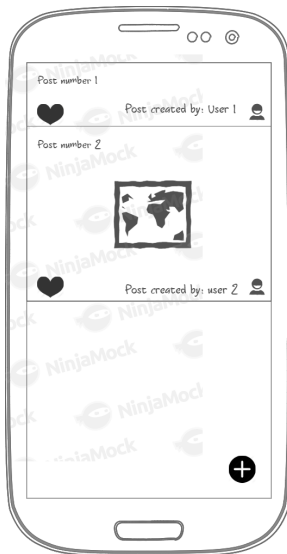 Post number 1
Post created by: User 1
Post number 2
Post created by: user 2
NinjaMock
NinjaMock
NinjaMock
NinjaMock
NinjaMock
NinjaMock